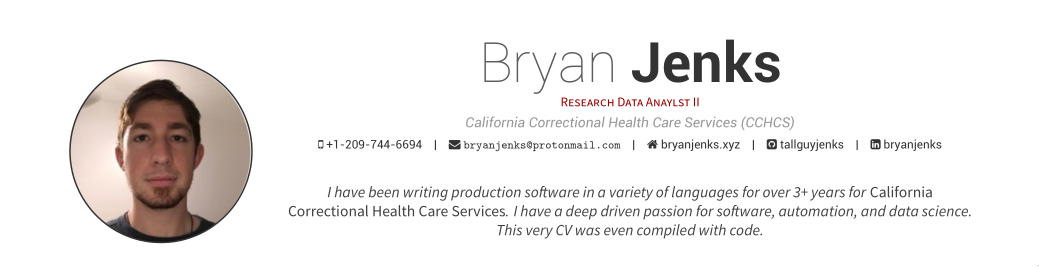 Bryan Jenks
Research Data Anaylst II
California Correctional Health Care Services (CCHCS)
+1-209-744-6694 | bryanjenks@protonmail.com | bryanjenks.xyz | tallguyjenks | bryanjenks
I have been writing production software in a variety of languages for over 3+ years for California
Correctional Health Care Services. I have a deep driven passion for software, automation, and data science.
This very CV was even compiled with code.